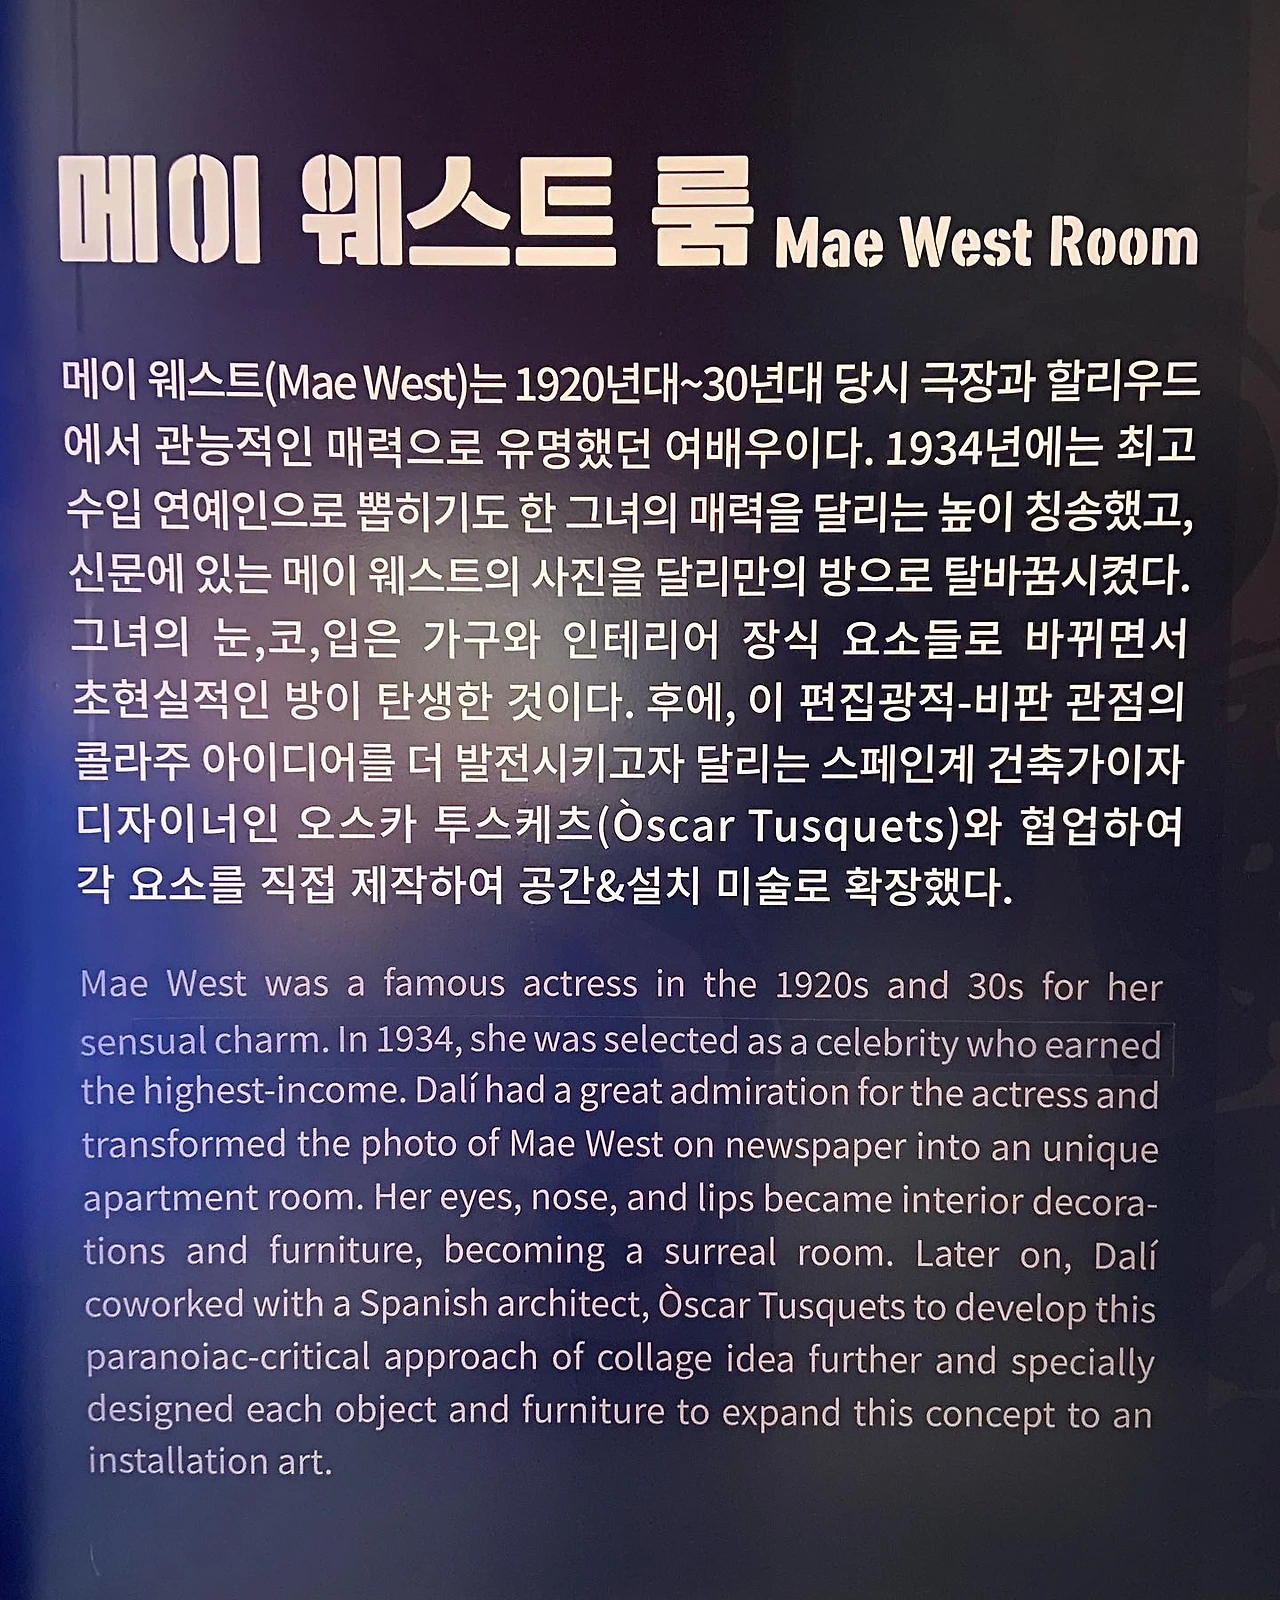 메이 웨스트 룸 Mae West Room
메이 웨스트(Mae West)는 1920년대~30년대 당시 극장과 할리우드
에서 관능적인 매력으로 유명했던 여배우이다. 1934년에는 최고
수입 연예인으로 뽑히기도 한 그녀의 매력을 달리는 높이 칭송했고,
신문에 있는 메이 웨스트의 사진을 달리만의 방으로 탈바꿈시켰다.
그녀의 눈,코,입은 가구와 인테리어 장식 요소들로 바뀌면서
초현실적인 방이 탄생한 것이다. 후에, 이 편집광적-비판 관점의
콜라주 아이디어를 더 발전시키고자 달리는 스페인계 건축가이자
디자이너인 오스카 투스케츠(Òscar Tusquets)와 협업하여
각 요소를 직접 제작하여 공간&설치 미술로 확장했다.
Mae West was a famous actress in the 1920s and 30s for her
sensual charm. In 1934, she was selected as a celebrity who earned
the highest-income. Dalí had a great admiration for the actress and
transformed the photo of Mae West on newspaper into an unique
apartment room. Her eyes, nose, and lips became interior decora-
tions and furniture, becoming a surreal room. Later on, Dalí
coworked with a Spanish architect, Òscar Tusquets to develop this
paranoiac-critical approach of collage idea further and specially
designed each object and furniture to expand this concept to an
installation art.